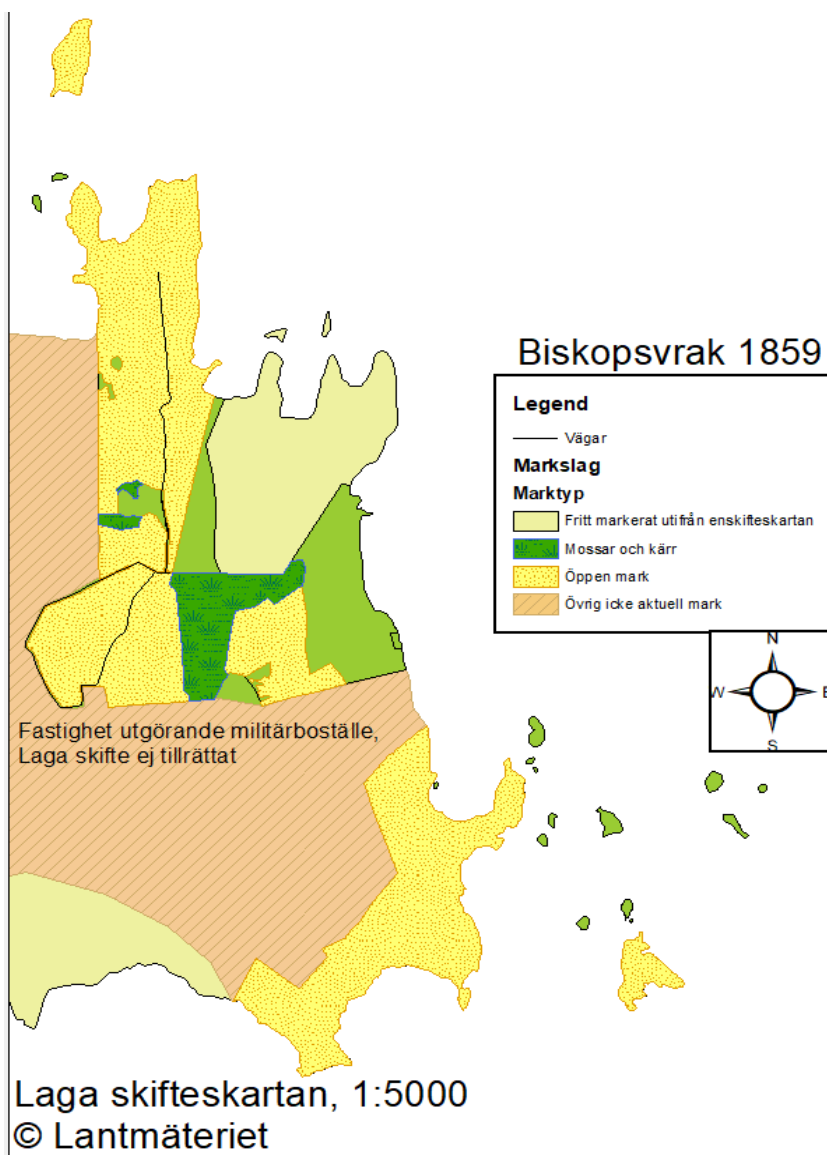 Biskopsvrak 1859
Legend
Vägar
Markslag
Marktyp
Fritt markerat utifrån enskifteskartan
Mossar och kärr
Öppen mark
Övrig icke aktuell mark
N
W
E
S
Fastighet utgörande militärboställe,
Laga skifte ej tillrättat
Laga skifteskartan, 1:5000
© Lantmäteriet